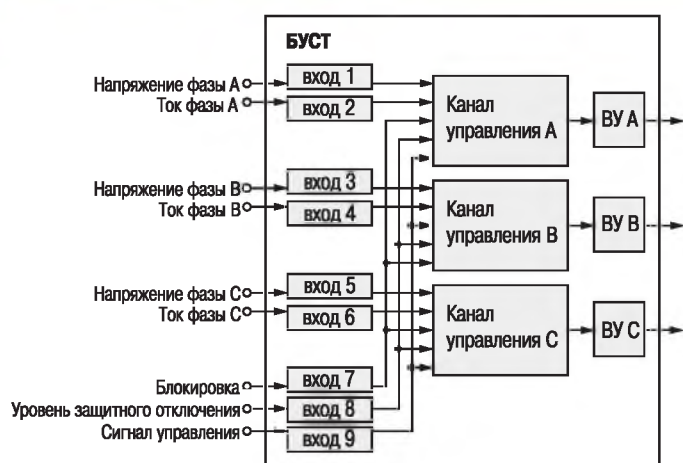 БУСТ
Напряжение фазы А
вход 1
Ток фазы А
вход 2
Канал
управления А
ВУ А
Напряжение фазы В
вход 3
Ток фазы В
вход 4
Канал
управления В
ВУ В
Напряжение фазы С
вход 5
Ток фазы С
вход 6
Канал
управления С
ВУ С
Блокировка
вход 7
Уровень защитного отключения
вход 8
Сигнал управления
вход 9